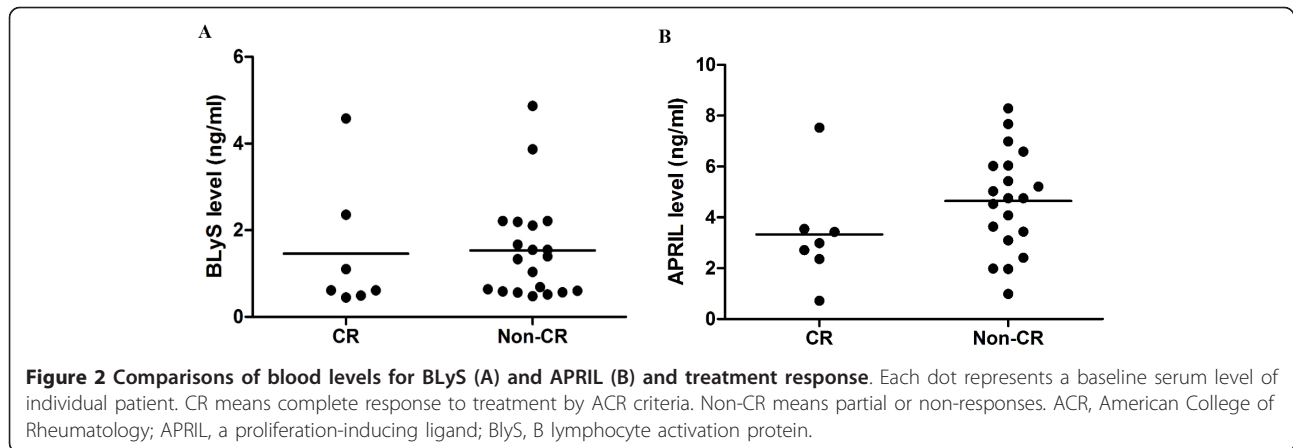 A
BLyS level (ng/ml)
6
4
2
0
CR
Non-CR
B
APRIL level (ng/ml)
10
8
6
4
2
0
CR
Non-CR
Figure 2 Comparisons of blood levels for BLyS (A) and APRIL (B) and treatment response. Each dot represents a baseline serum level of
individual patient. CR means complete response to treatment by ACR criteria. Non-CR means partial or non-responses. ACR, American College of
Rheumatology; APRIL, a proliferation-inducing ligand; BlyS, B lymphocyte activation protein.